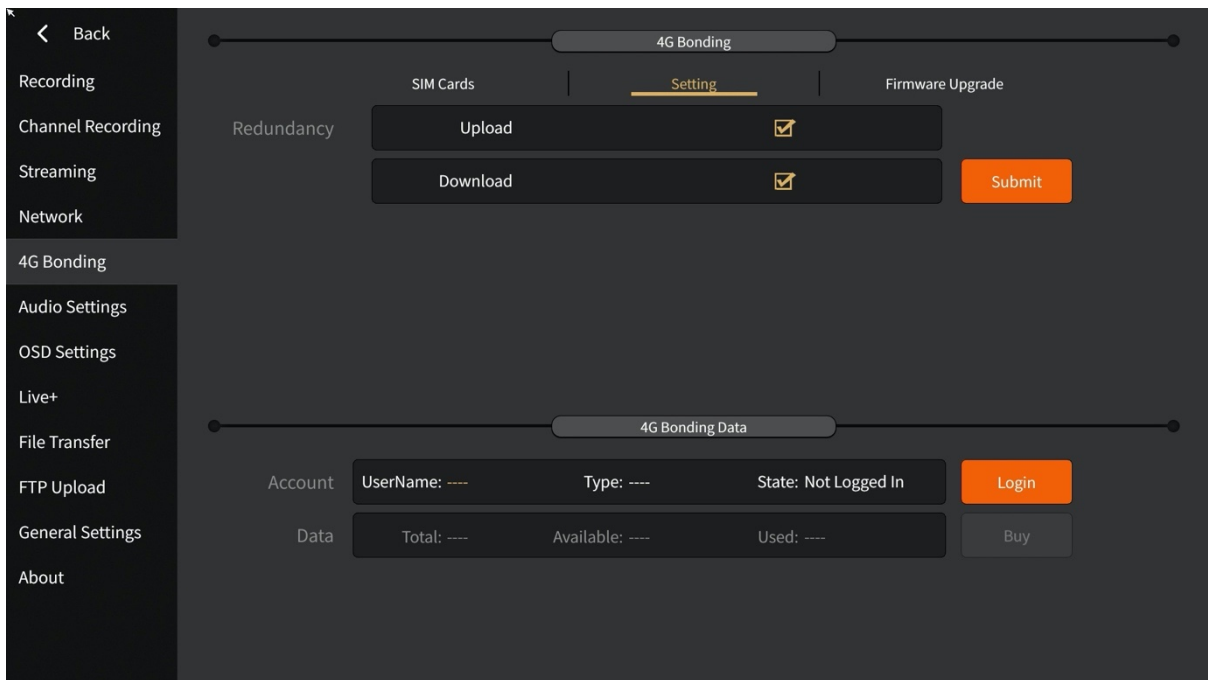 Back
Recording
Channel Recording
Streaming
Network
4G Bonding
Audio Settings
OSD Settings
Live+
File Transfer
FTP Upload
General Settings
About
4G Bonding
SIM Cards Setting Firmware Upgrade
Redundancy Upload
Download Submit
4G Bonding Data
Account UserName: ---- Type: ---- State: Not Logged In Login
Data Total: ---- Available: ---- Used: ---- Buy